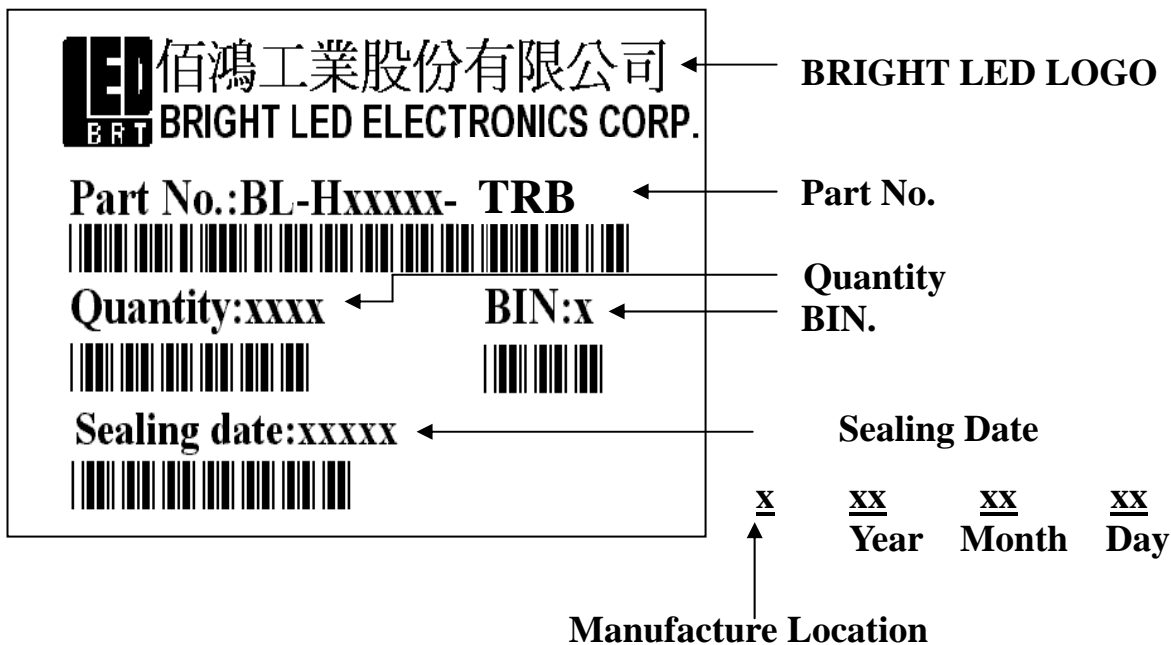 LED 佰鴻工業股份有限公司
BRT BRIGHT LED ELECTRONICS CORP.
BRIGHT LED LOGO
Part No.:BL-Hxxxxx- TRB
Part No.
Quantity:xxxx BIN:x
Quantity
BIN.
Sealing date:xxxxx
Sealing Date
x xx xx xx
Year Month Day
Manufacture Location